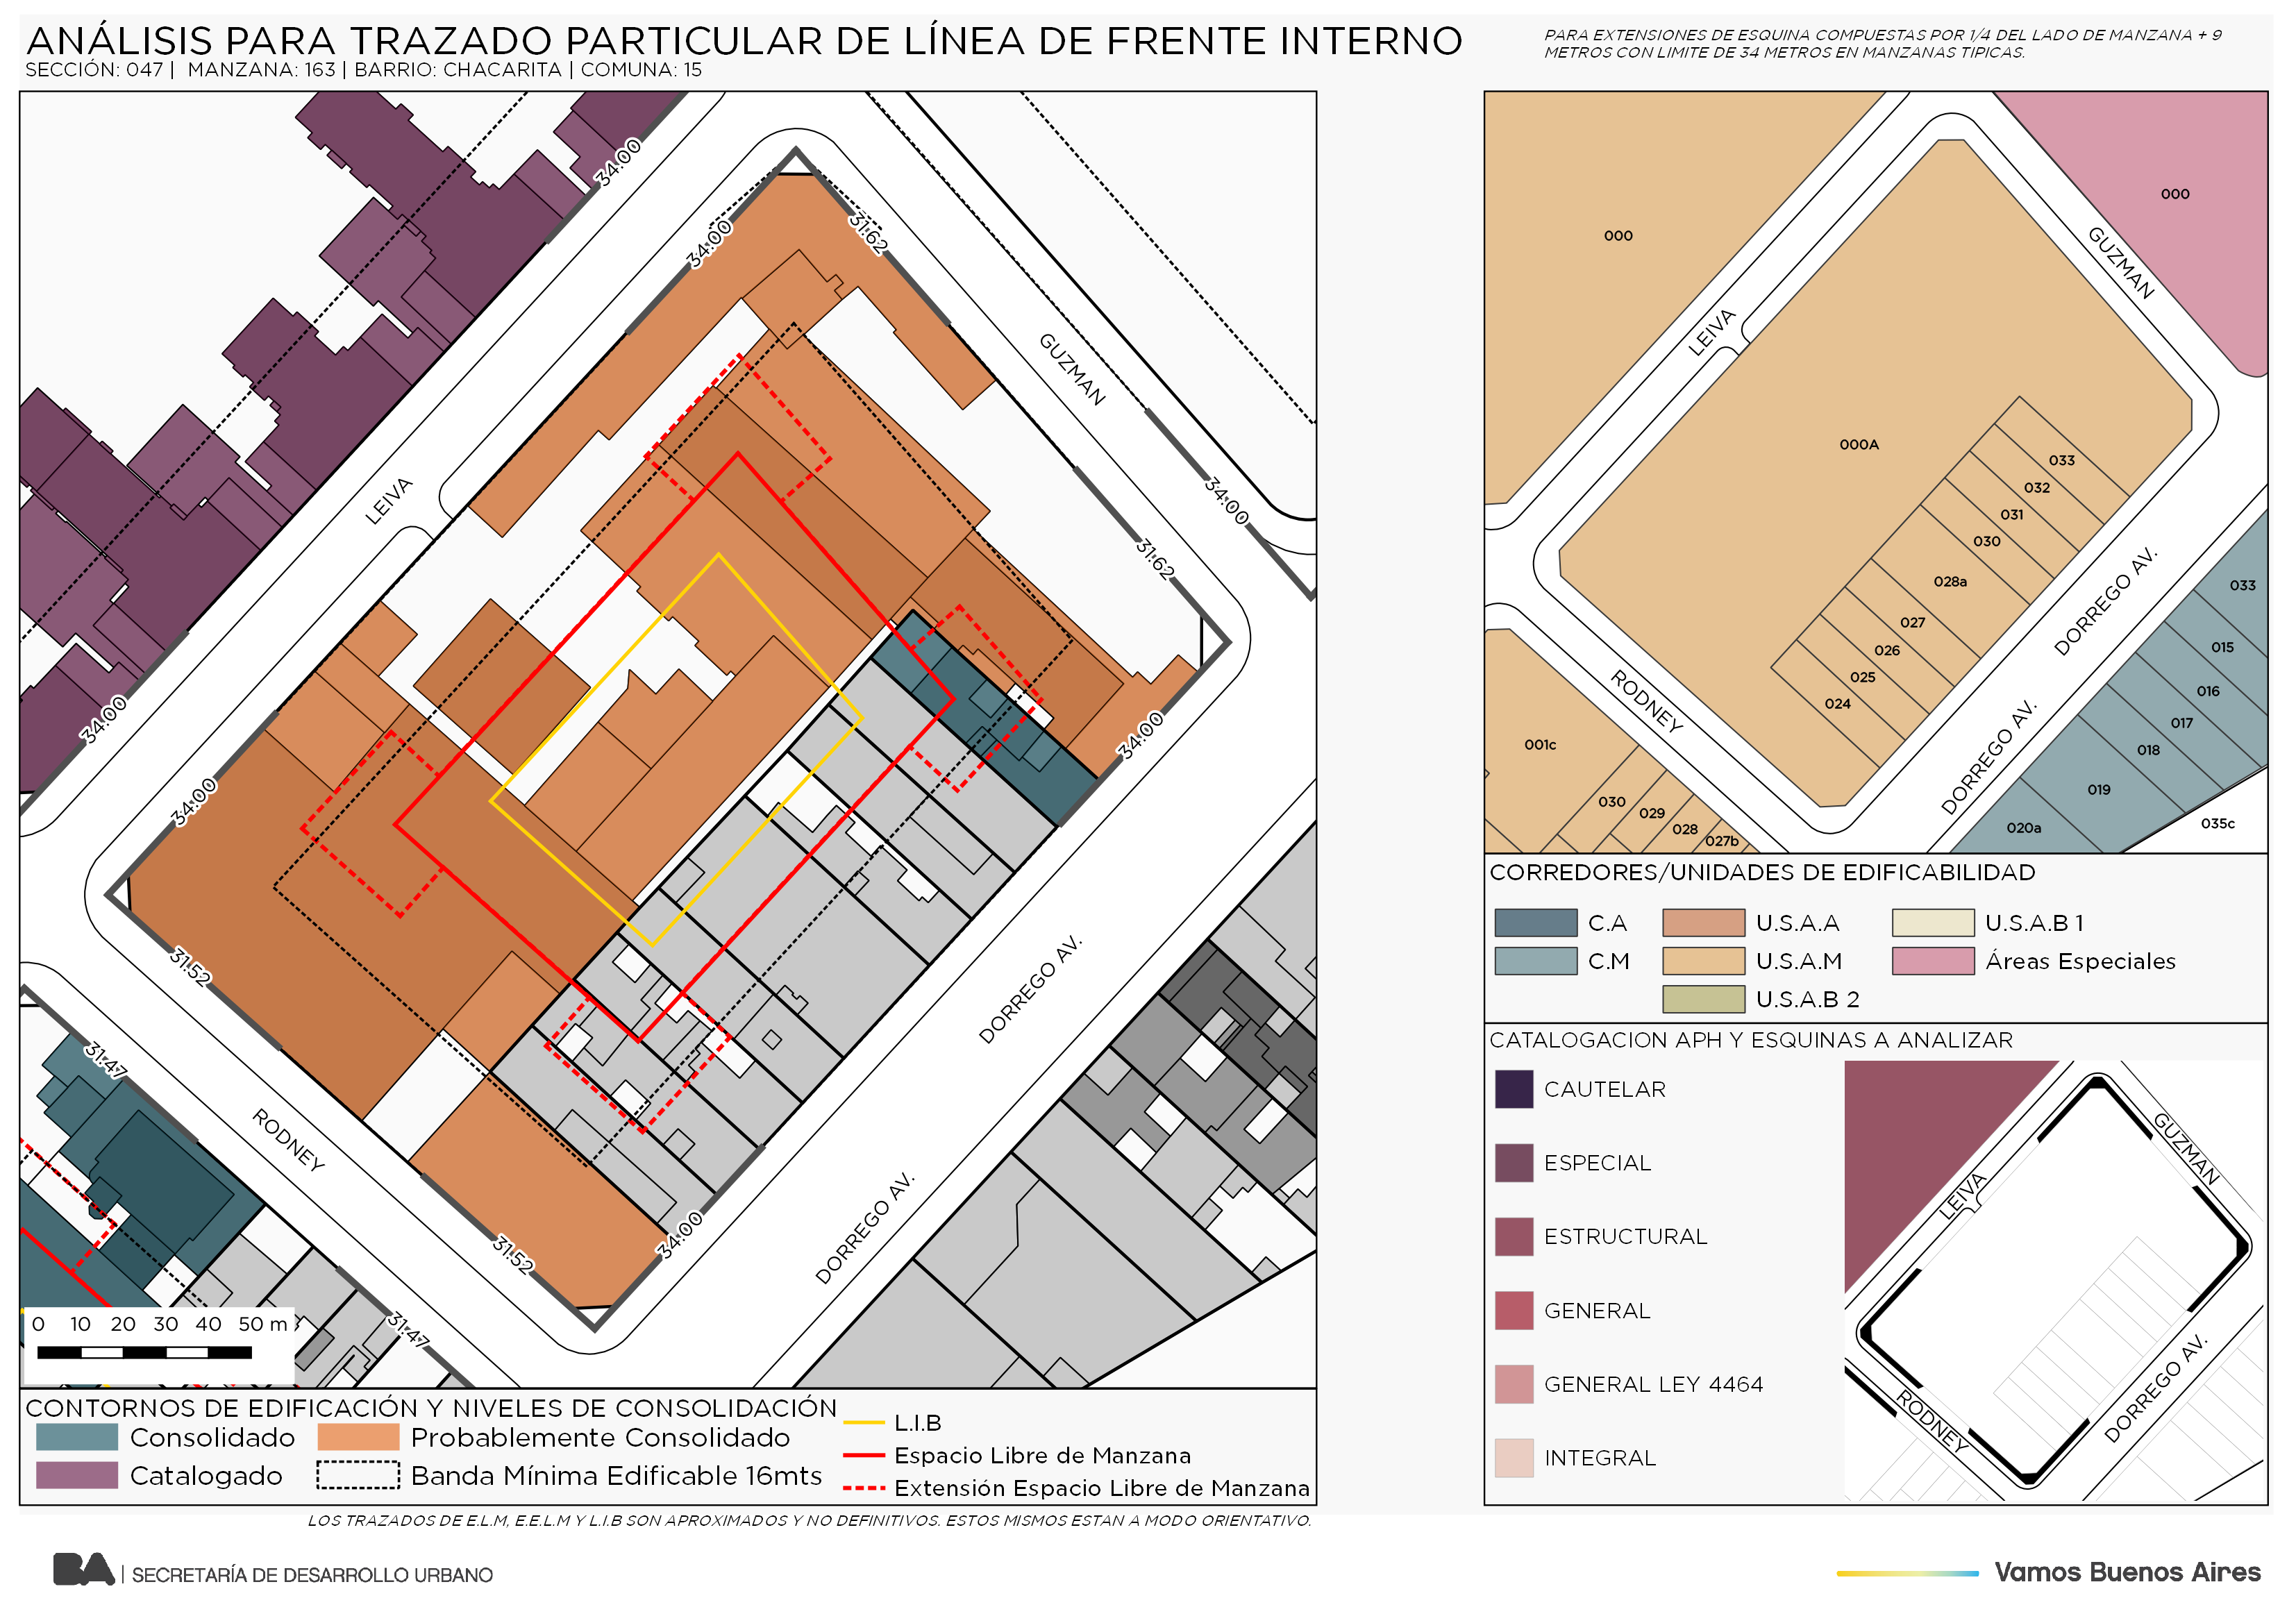 ANÁLISIS PARA TRAZADO PARTICULAR DE LÍNEA DE FRENTE INTERNO
SECCIÓN: 047 | MANZANA: 163 | BARRIO: CHACARITA | COMUNA: 15
PARA EXTENSIONES DE ESQUINA COMPUESTAS POR 1/4 DEL LADO DE MANZANA + 9
METROS CON LIMITE DE 34 METROS EN MANZANAS TIPICAS.
34:00
34:00
31:62
GUZMAN
LEIVA
34:00
31:62
34:00
34:00
34:00
31:52
31:47
RODNEY
31:52
34:00
DORREGO AV.
DORREGO AV.
31:47
0 10 20 30 40 50 m
CONTORNOS DE EDIFICACIÓN Y NIVELES DE CONSOLIDACIÓN
Consolidado
Probablemente Consolidado
Catalogado
Banda Mínima Edificable 16mts
L.I.B
Espacio Libre de Manzana
Extensión Espacio Libre de Manzana
LOS TRAZADOS DE E.L.M, E.E.L.M Y L.I.B SON APROXIMADOS Y NO DEFINITIVOS. ESTOS MISMOS ESTAN A MODO ORIENTATIVO.
000
000
GUZMAN
LEIVA
000A
033
032
031
030
028a
027
026
025
024
DORREGO AV.
DORREGO AV.
RODNEY
033
015
016
017
018
019
020a
035c
001c
030
029
028
027b
CORREDORES/UNIDADES DE EDIFICABILIDAD
C.A
U.S.A.A
U.S.A.B 1
C.M
U.S.A.M
Áreas Especiales
U.S.A.B 2
CATALOGACION APH Y ESQUINAS A ANALIZAR
CAUTELAR
ESPECIAL
ESTRUCTURAL
GENERAL
GENERAL LEY 4464
INTEGRAL
GUZMAN
LEIVA
RODNEY
DORREGO AV.
BA | SECRETARÍA DE DESARROLLO URBANO
Vamos Buenos Aires